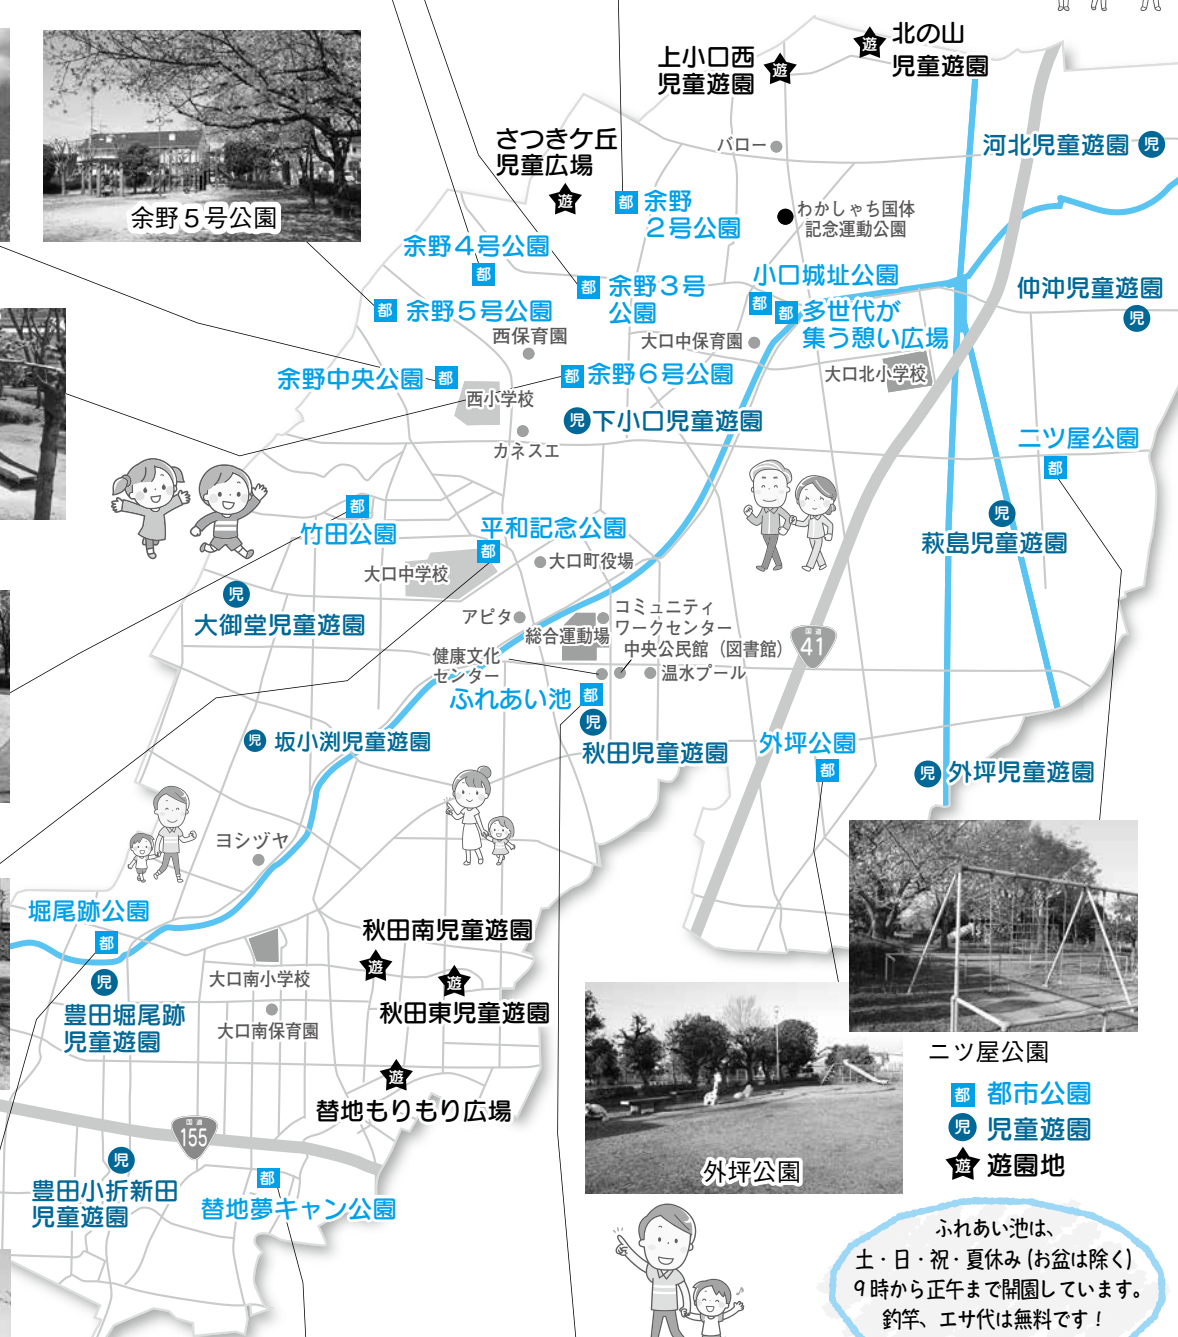 余野５号公園
上小口西
児童遊園
遊
遊
北の山
児童遊園
さつきケ丘
児童広場
遊
バロー
河北児童遊園
児
都
余野
２号公園
わかしゃち国体
記念運動公園
余野４号公園
都
都
余野３号
公園
小口城址公園
都
都
多世代が
集う憩い広場
仲沖児童遊園
児
都
余野５号公園
西保育園
大口中保育園
大口北小学校
余野中央公園
都
都
余野６号公園
西小学校
児
下小口児童遊園
カネスエ
二ツ屋公園
都
都
竹田公園
平和記念公園
都
大口中学校
大口町役場
児
萩島児童遊園
児
大御堂児童遊園
アピタ
総合運動場
コミュニティ
ワークセンター
中央公民館（図書館）
健康文化
センター
温水プール
国道
41
ふれあい池
都
児
秋田児童遊園
児
坂小渕児童遊園
外坪公園
都
児
外坪児童遊園
ヨシヅヤ
堀尾跡公園
都
児
豊田堀尾跡
児童遊園
大口南小学校
大口南保育園
秋田南児童遊園
遊
遊
秋田東児童遊園
遊
替地もりもり広場
国道
155
児
豊田小折新田
児童遊園
都
替地夢キャン公園
二ツ屋公園
外坪公園
都 都市公園
児 児童遊園
遊 遊園地
ふれあい池は、
土・日・祝・夏休み（お盆は除く）
９時から正午まで開園しています。
釣竿、エサ代は無料です！